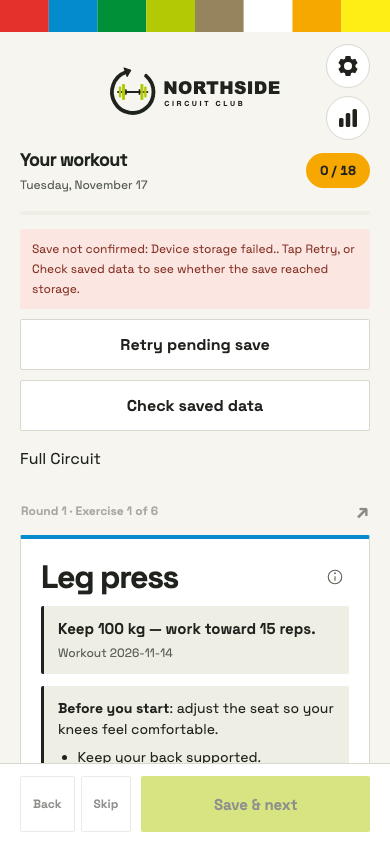 NORTHSIDE
CIRCUIT CLUB
Your workout
Tuesday, November 17
0 / 18
Save not confirmed: Device storage failed.. Tap Retry, or
Check saved data to see whether the save reached
storage.
Retry pending save
Check saved data
Full Circuit
Round 1 · Exercise 1 of 6
Leg press
Keep 100 kg — work toward 15 reps.
Workout 2026-11-14
Before you start: adjust the seat so your
knees feel comfortable.
• Keep your back supported.
Back
Skip
Save & next